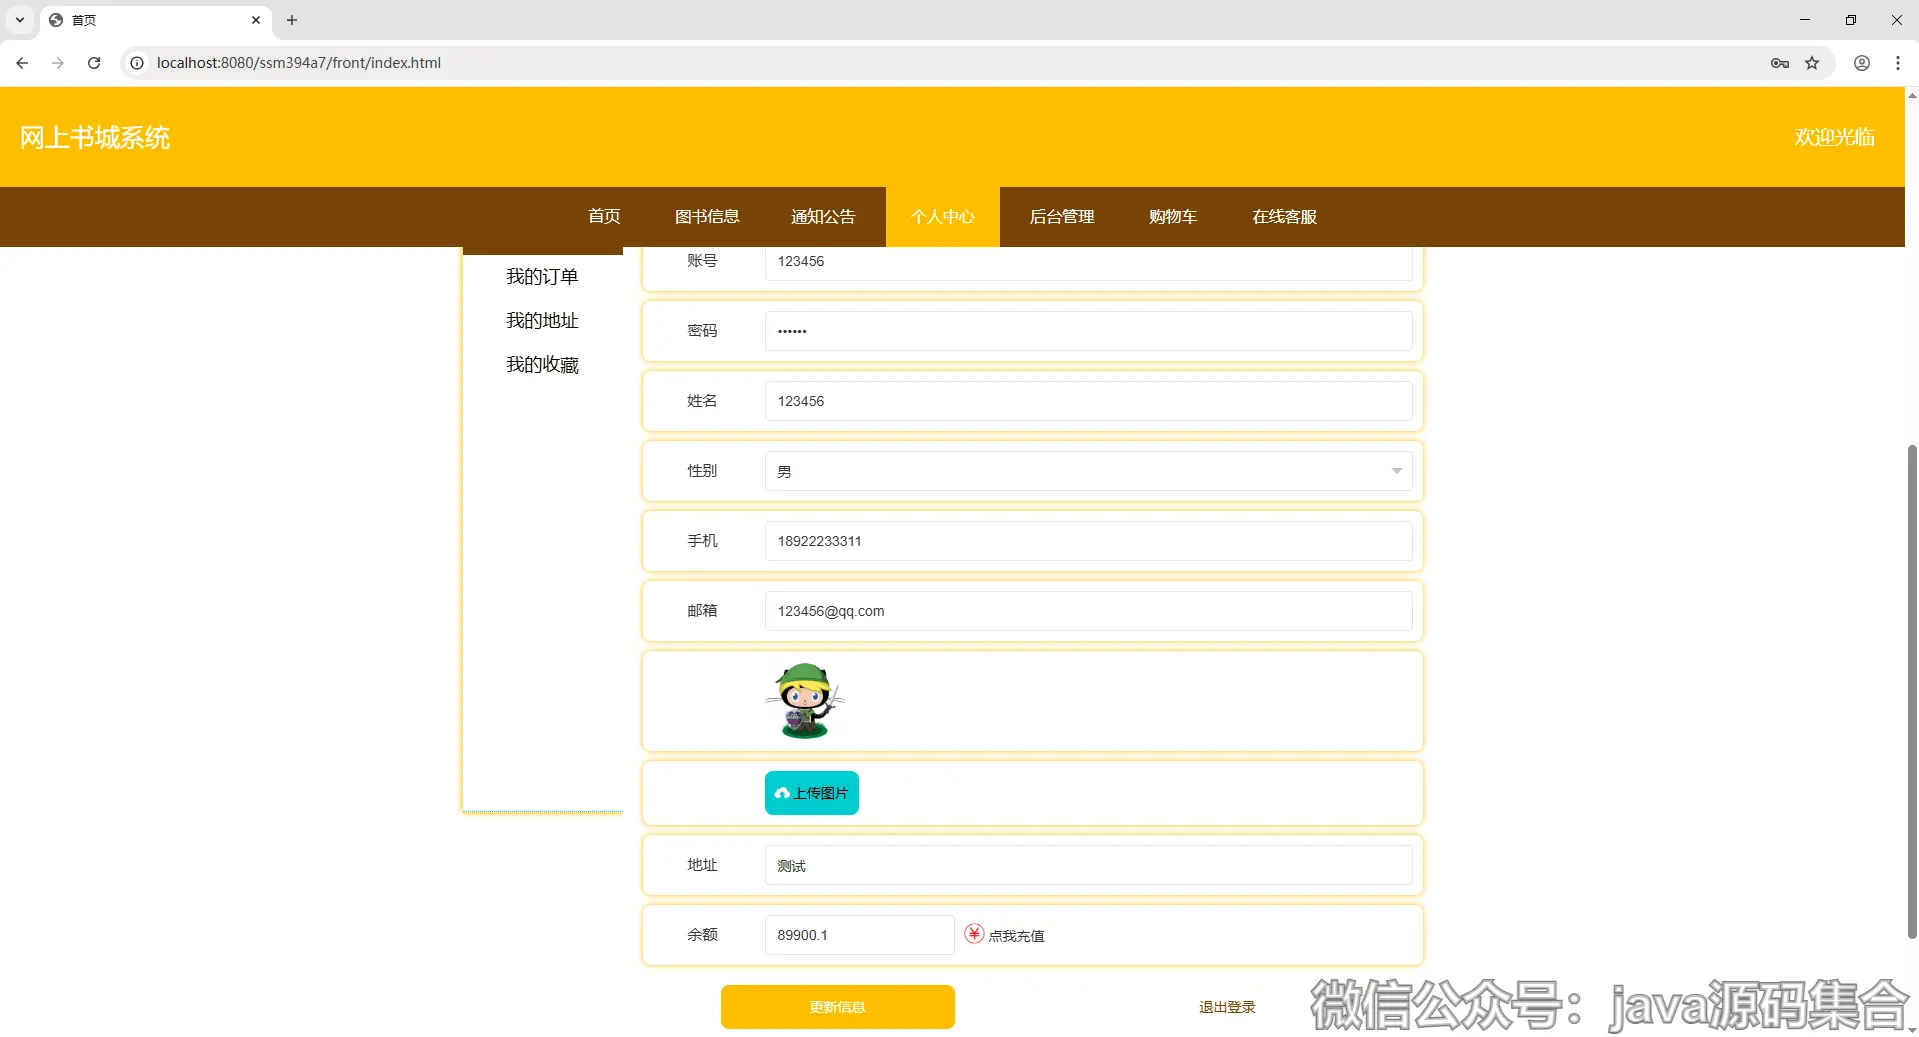 首页
localhost:8080/ssm394a7/front/index.html
网上书城系统
欢迎光临
首页 图书信息 通知公告 个人中心 后台管理 购物车 在线客服
我的订单
我的地址
我的收藏
账号 123456
密码 ••••••
姓名 123456
性别 男
手机 18922233311
邮箱 123456@qq.com
上传图片
地址 测试
余额 89900.1 点我充值
更新信息 退出登录
微信公众号：java源码集合